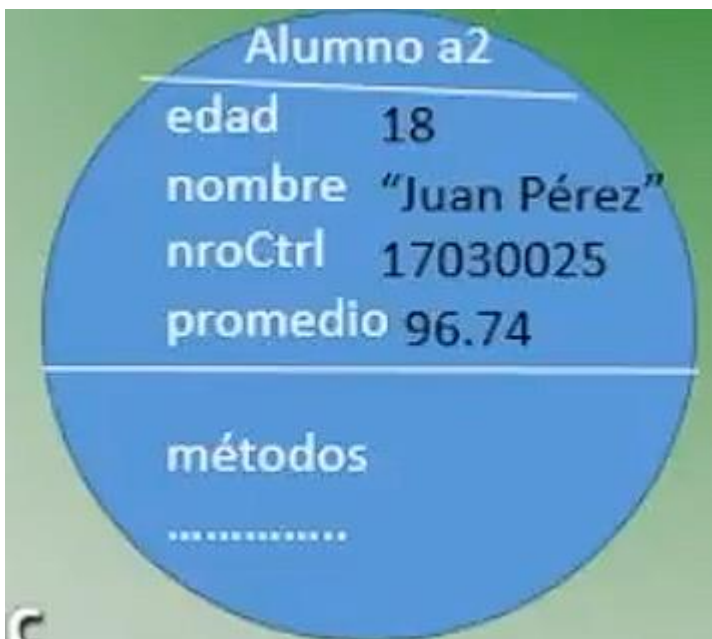 Alumno a2
edad 18
nombre “Juan Pérez”
nroCtrl 17030025
promedio 96.74
métodos
..............